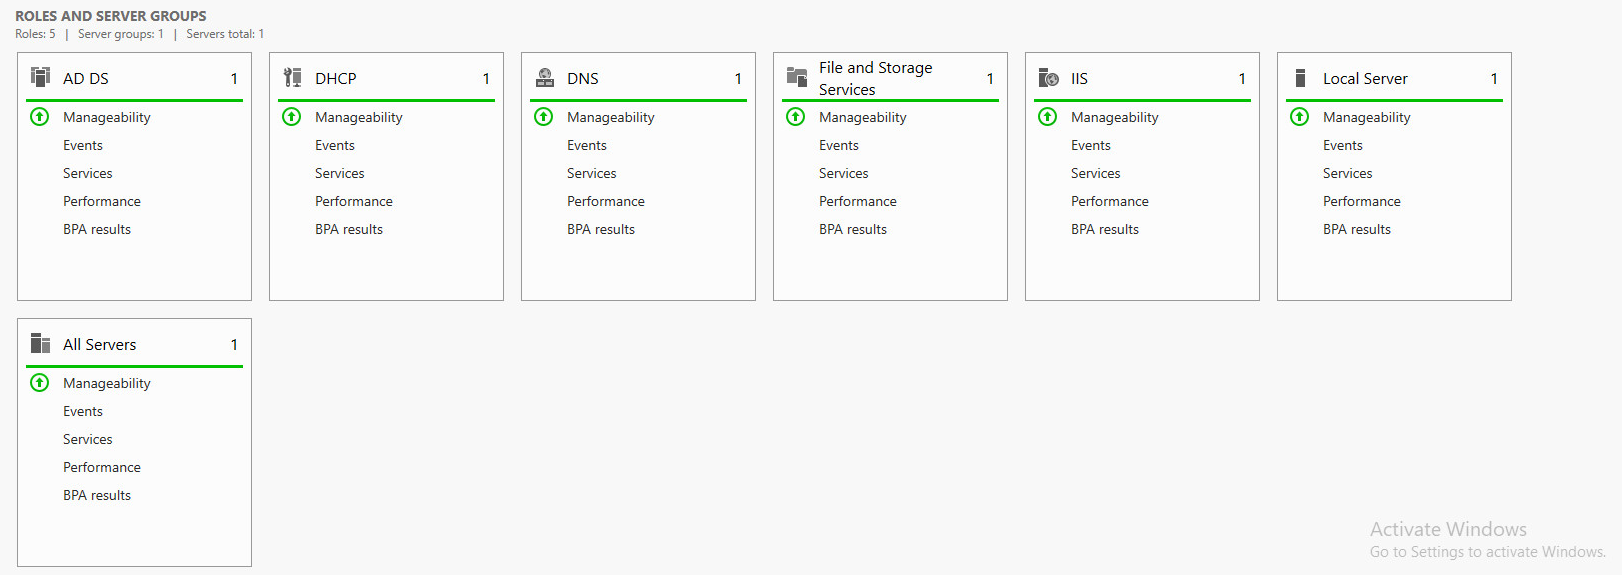 ROLES AND SERVER GROUPS
Roles: 5 | Server groups: 1 | Servers total: 1
AD DS 1
Manageability
Events
Services
Performance
BPA results
DHCP 1
Manageability
Events
Services
Performance
BPA results
DNS 1
Manageability
Events
Services
Performance
BPA results
File and Storage
Services 1
Manageability
Events
Services
Performance
BPA results
IIS 1
Manageability
Events
Services
Performance
BPA results
Local Server 1
Manageability
Events
Services
Performance
BPA results
All Servers 1
Manageability
Events
Services
Performance
BPA results
Activate Windows
Go to Settings to activate Windows.